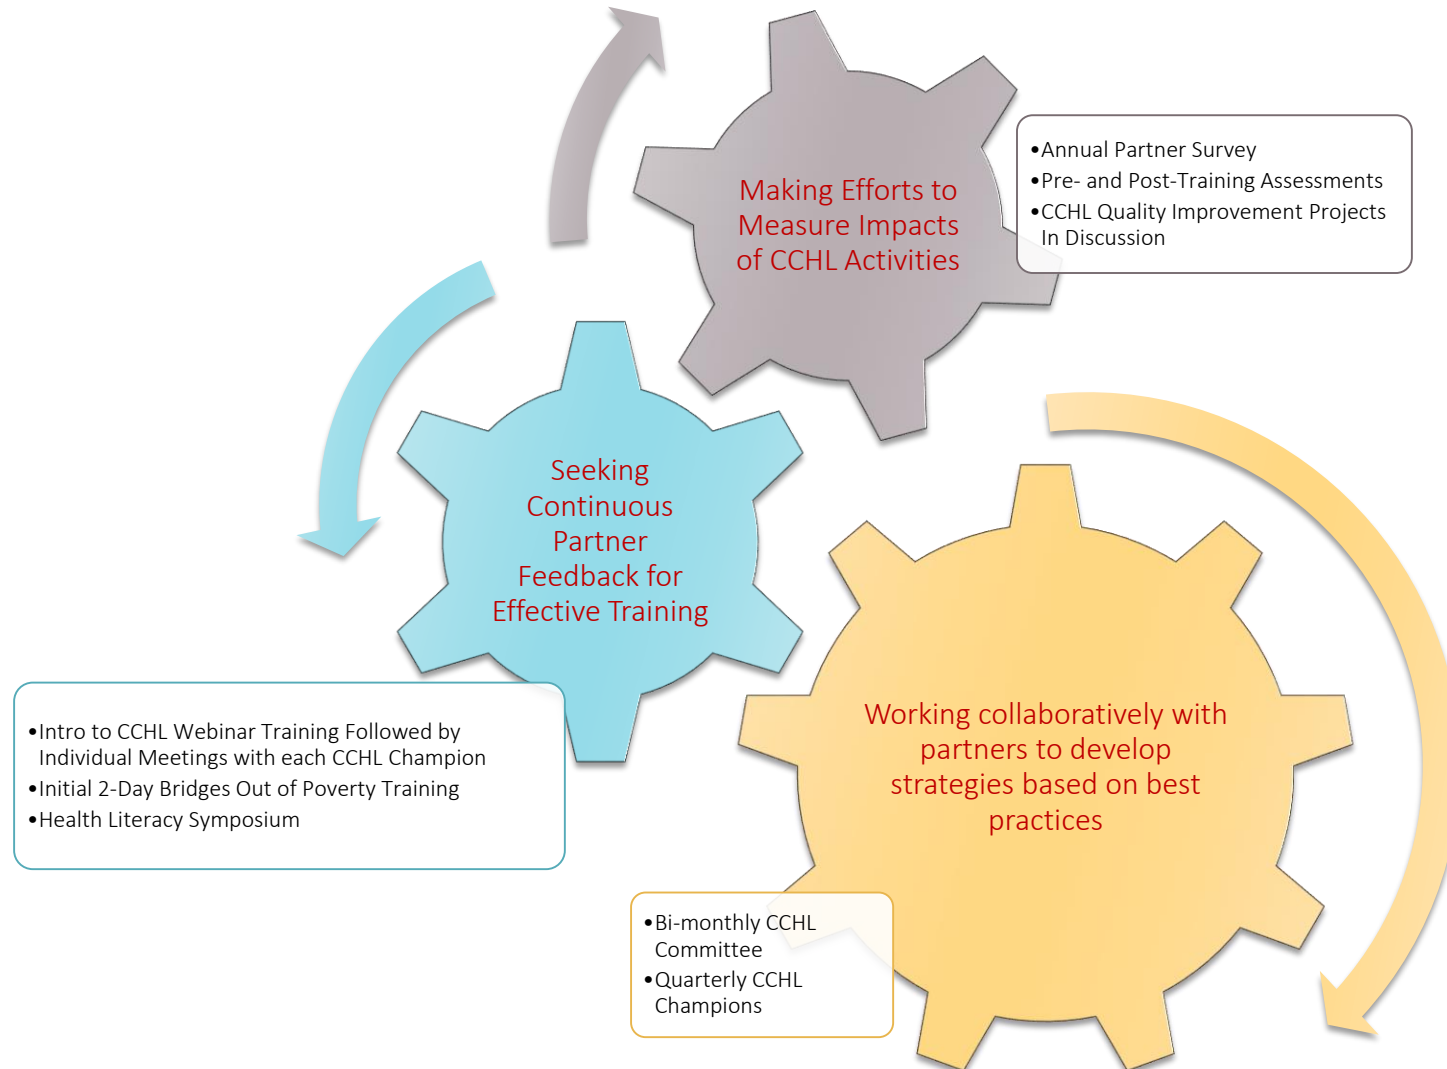 Making Efforts to
Measure Impacts
of CCHL Activities
•Annual Partner Survey
•Pre- and Post-Training Assessments
•CCHL Quality Improvement Projects
In Discussion
Seeking
Continuous
Partner
Feedback for
Effective Training
•Intro to CCHL Webinar Training Followed by
Individual Meetings with each CCHL Champion
•Initial 2-Day Bridges Out of Poverty Training
•Health Literacy Symposium
Working collaboratively with
partners to develop
strategies based on best
practices
•Bi-monthly CCHL
Committee
•Quarterly CCHL
Champions